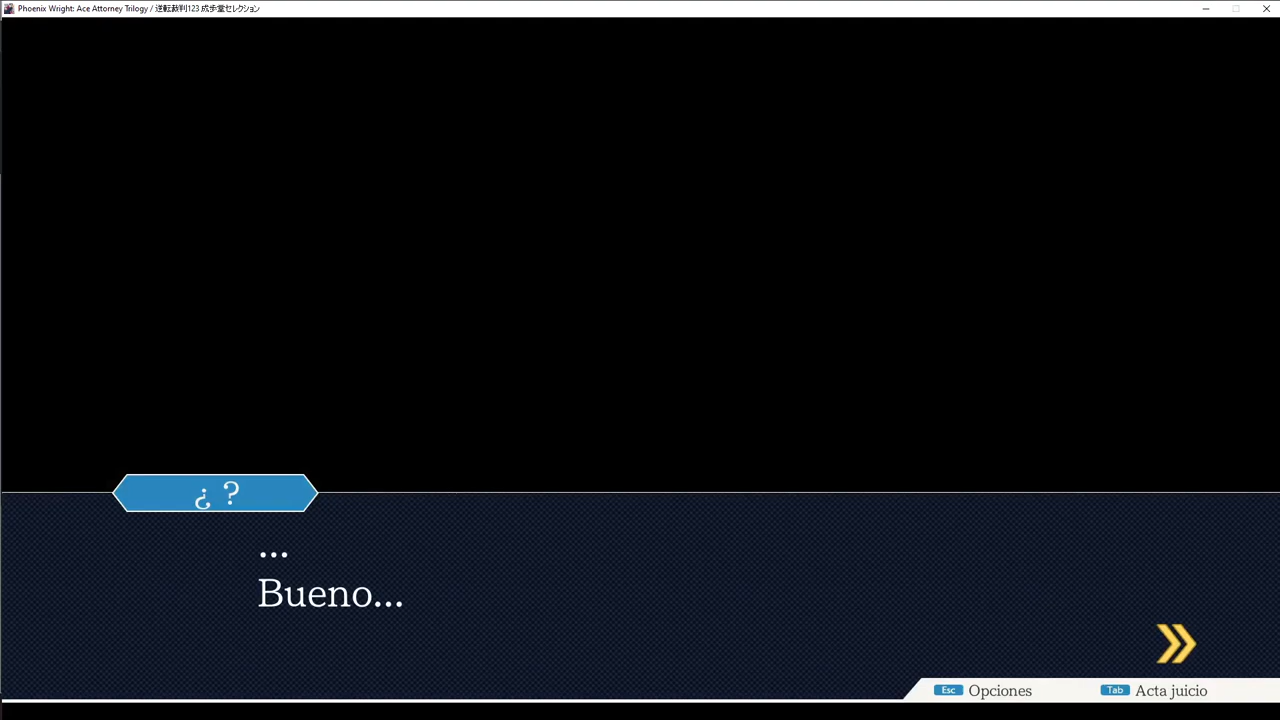 Phoenix Wright: Ace Attorney Trilogy / 逆転裁判123 成歩堂セレクション
¿ ?
...
Bueno...
Esc Opciones Tab Acta juicio